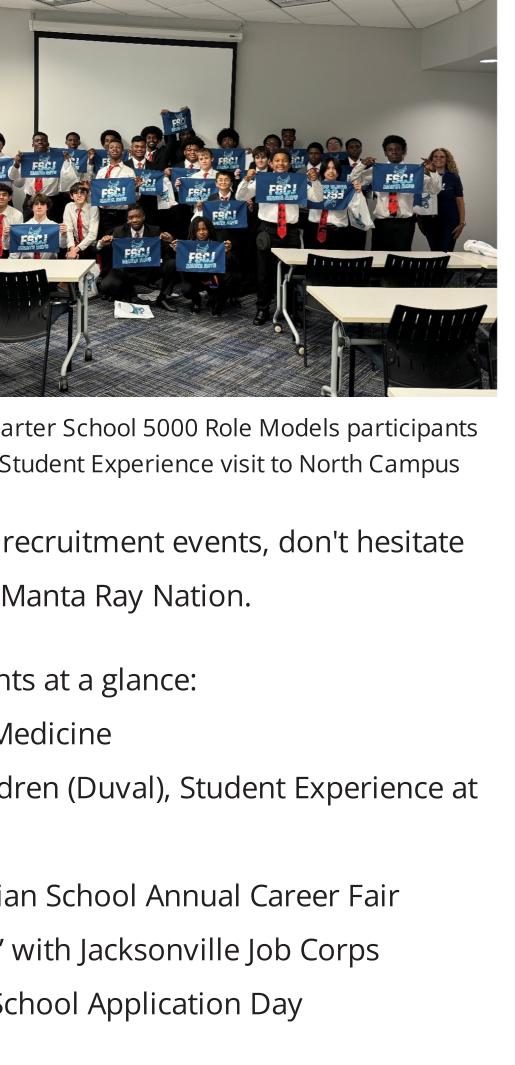 FSCJ
arter School 5000 Role Models participants
Student Experience visit to North Campus
recruitment events, don't hesitate
Manta Ray Nation.
nts at a glance:
Medicine
dren (Duval), Student Experience at
ian School Annual Career Fair
” with Jacksonville Job Corps
School Application Day